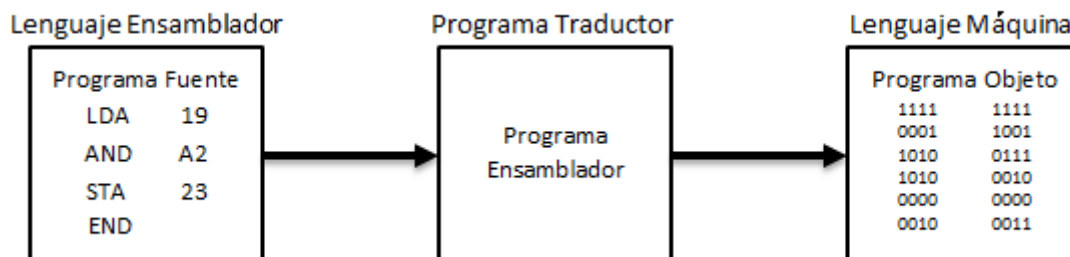 Lenguaje Ensamblador
Programa Fuente
LDA 19
AND A2
STA 23
END
Programa Traductor
Programa
Ensamblador
Lenguaje Máquina
Programa Objeto
1111 1111
0001 1001
1010 0111
1010 0010
0000 0000
0010 0011